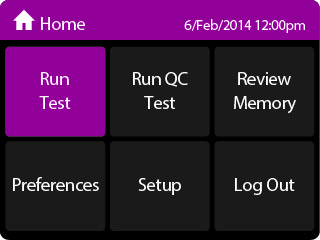 Home
6/Feb/2014 12:00pm
Run
Test
Run QC
Test
Review
Memory
Preferences
Setup
Log Out